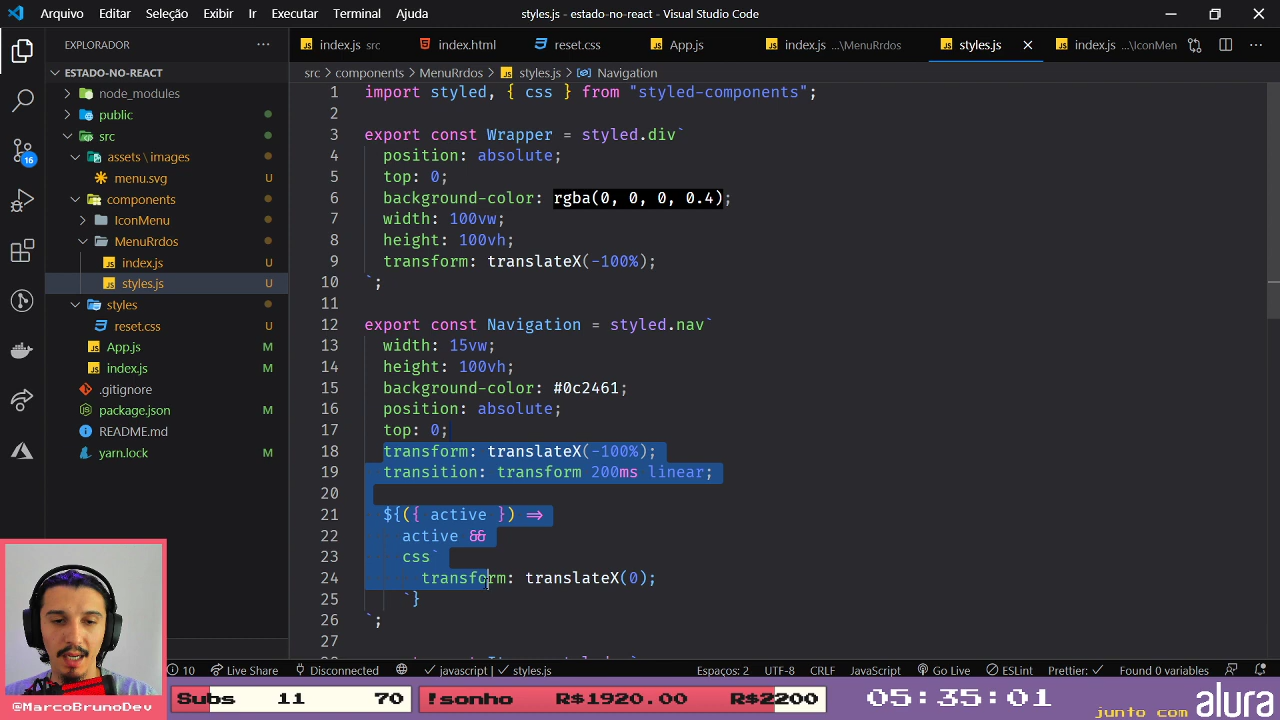 Arquivo Editar Seleção Exibir Ir Executar Terminal Ajuda styles.js - estado-no-react - Visual Studio Code
EXPLORADOR
index.js src index.html reset.css App.js index.js ...\MenuRrdos styles.js index.js ...\IconMen
ESTADO-NO-REACT
src > components > MenuRrdos > styles.js > Navigation
node_modules
public
src
assets \ images
menu.svg U
components
IconMenu
MenuRrdos
index.js U
styles.js U
styles
reset.css U
App.js M
index.js M
.gitignore
package.json M
README.md
yarn.lock
16
1 import styled, { css } from "styled-components";
2
3 export const Wrapper = styled.div`
4 position: absolute;
5 top: 0;
6 background-color: rgba(0, 0, 0, 0.4);
7 width: 100vw;
8 height: 100vh;
9 transform: translateX(-100%);
10 `;
11
12 export const Navigation = styled.nav`
13 width: 15vw;
14 height: 100vh;
15 background-color: #0c2461;
16 position: absolute;
17 top: 0;
18 transform: translateX(-100%);
19 transition: transform 200ms linear;
20
21 ${({ active }) =>
22 active &&
23 css`
24 transform: translateX(0);
25 `}
26 `;
27
10 Live Share Disconnected javascript | styles.js Espaços: 2 UTF-8 CRLF JavaScript Go Live ESLint Prettier: Found 0 variables
@MarcoBrunoDev
Subs 11 70 !sonho R$1920.00 R$2200 05:35:01 junto com alura